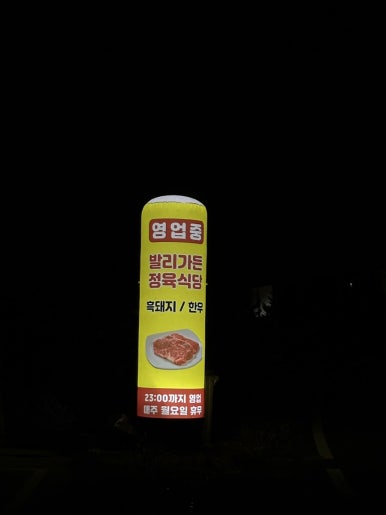 영업중
발리가든
정육식당
흑돼지 / 한우
23:00까지 영업
매주 월요일 휴무